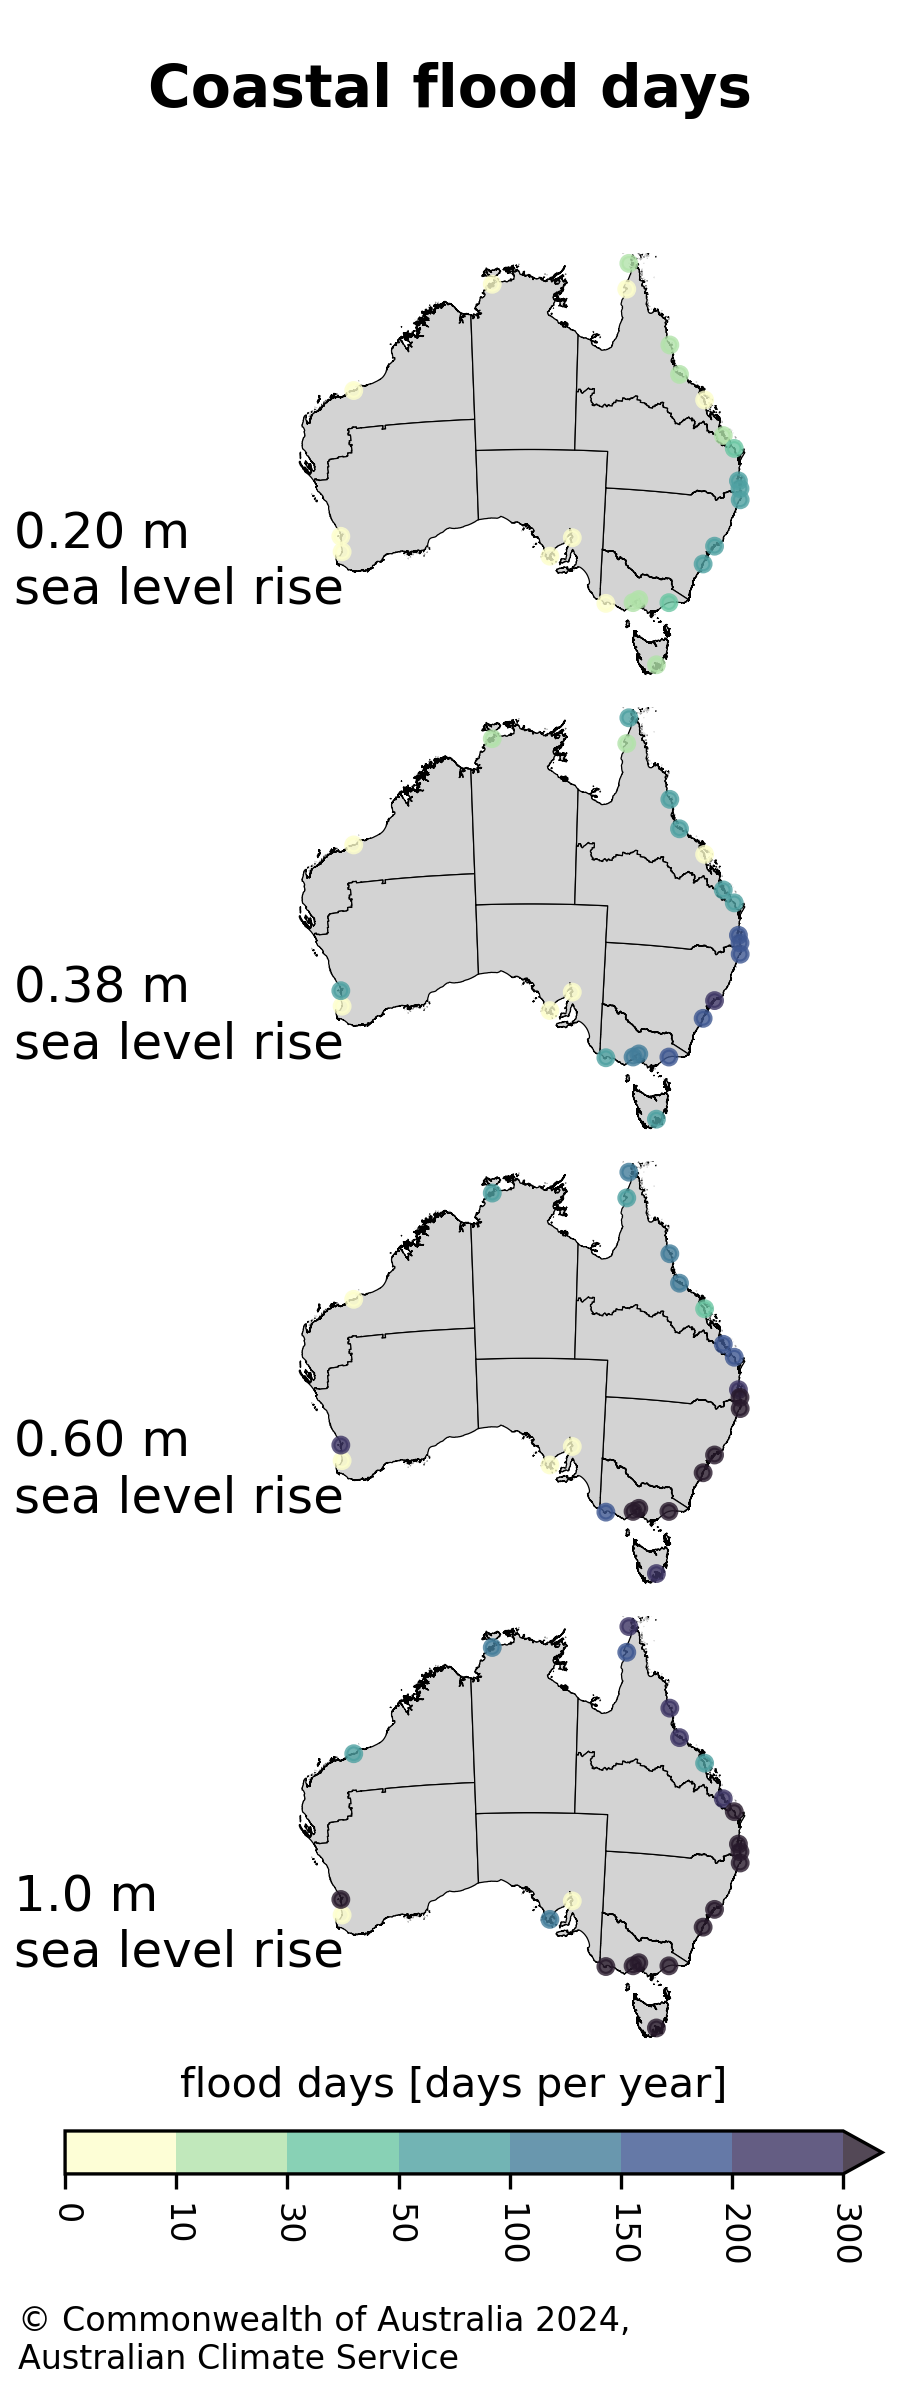 Coastal flood days
0.20 m
sea level rise
0.38 m
sea level rise
0.60 m
sea level rise
1.0 m
sea level rise
flood days [days per year]
0 10 30 50 100 150 200 300
© Commonwealth of Australia 2024,
Australian Climate Service